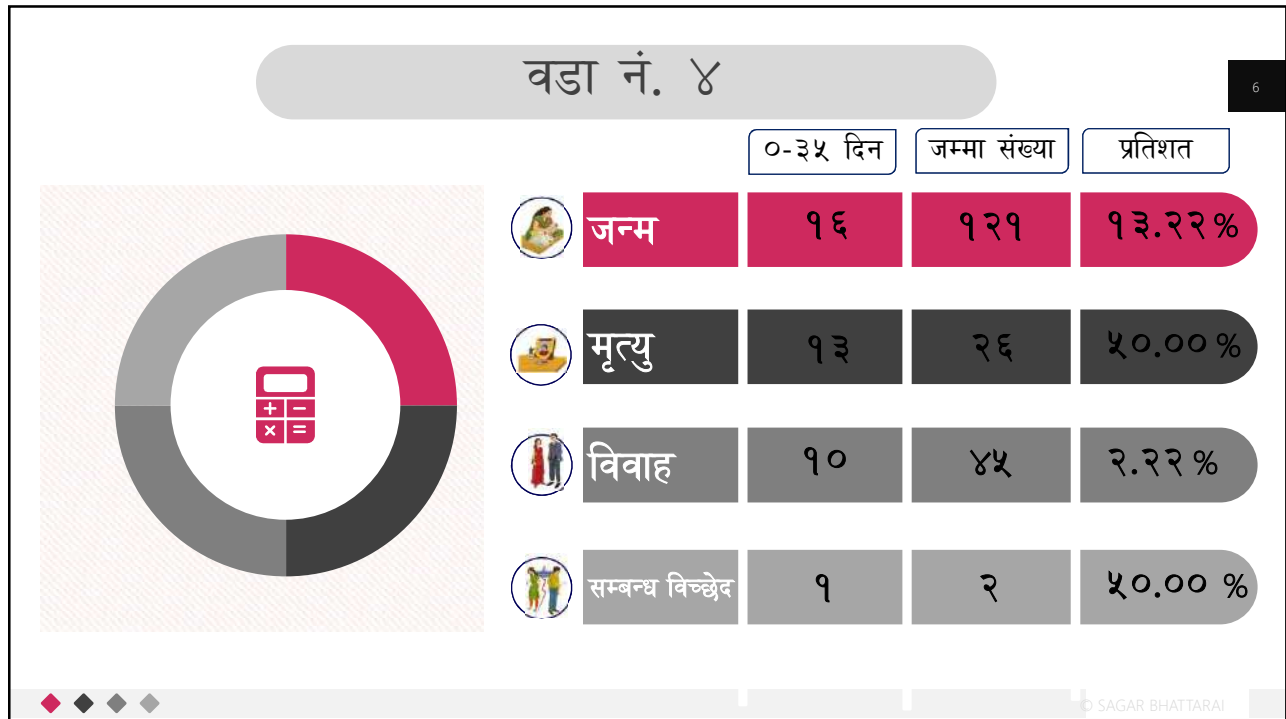 वडा नं. ४
6
०-३५ दिन जम्मा संख्या प्रतिशत
जन्म १६ १२१ १३.२२%
मृत्यु १३ २६ ५०.००%
विवाह १० ४५ २.२२%
सम्बन्ध विच्छेद १ २ ५०.०० %
© SAGAR BHATTARAI